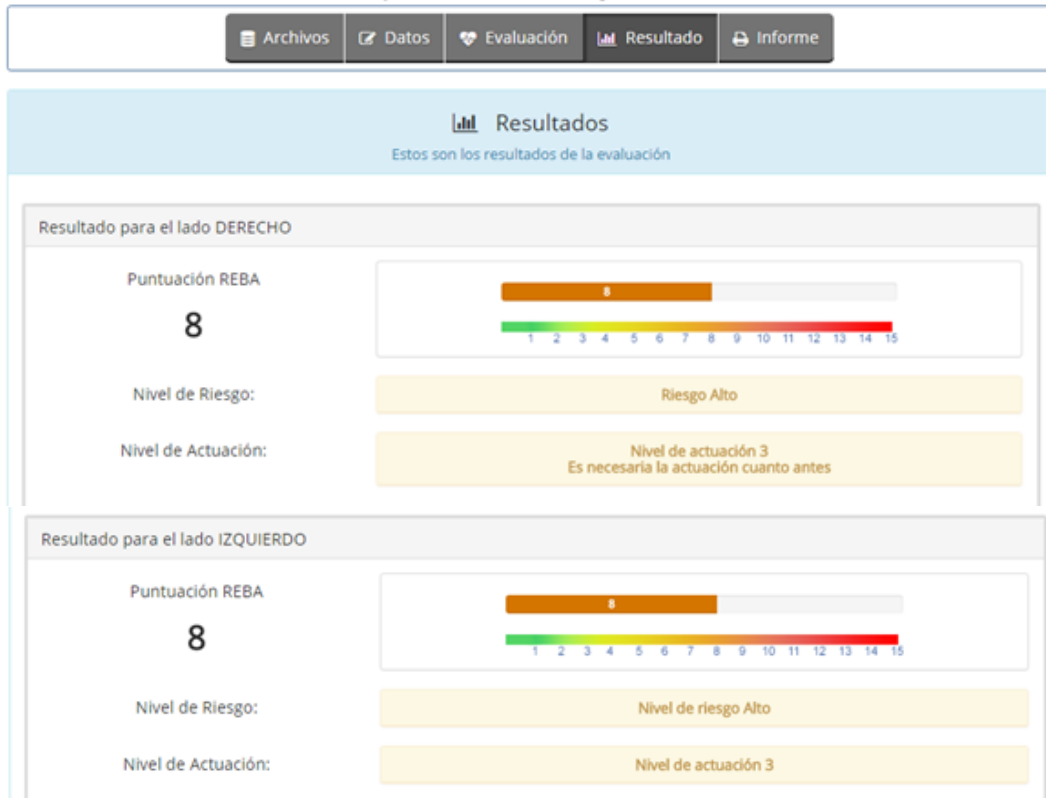 Archivos Datos Evaluación Resultado Informe
Resultados
Estos son los resultados de la evaluación
Resultado para el lado DERECHO
Puntuación REBA
8
8
1 2 3 4 5 6 7 8 9 10 11 12 13 14 15
Nivel de Riesgo:
Riesgo Alto
Nivel de Actuación:
Nivel de actuación 3
Es necesaria la actuación cuanto antes
Resultado para el lado IZQUIERDO
Puntuación REBA
8
8
1 2 3 4 5 6 7 8 9 10 11 12 13 14 15
Nivel de Riesgo:
Nivel de riesgo Alto
Nivel de Actuación:
Nivel de actuación 3